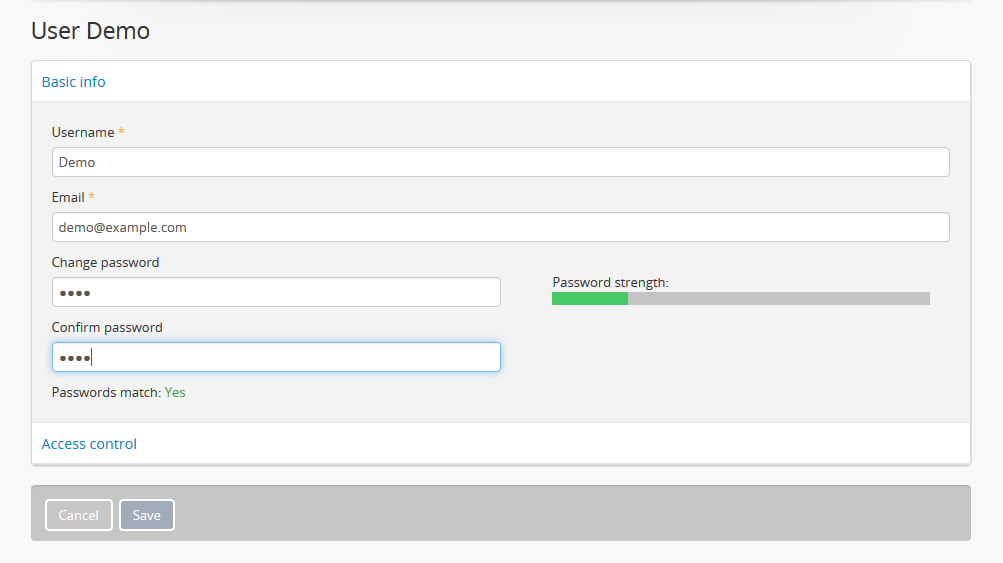 User Demo
Basic info
Username *
Demo
Email *
demo@example.com
Change password
••••
Password strength:
Confirm password
••••
Passwords match: Yes
Access control
Cancel Save